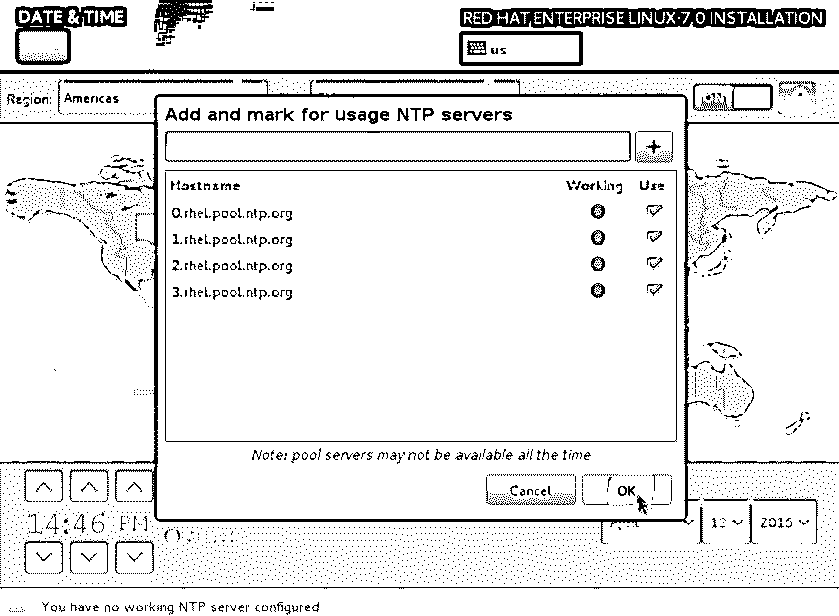 DATE & TIME
RED HAT ENTERPRISE LINUX 7.0 INSTALLATION
us
Region:
Americas
Add and mark for usage NTP servers
Hostname Working Use
0.rhel.pool.ntp.org
1.rhel.pool.ntp.org
2.rhel.pool.ntp.org
3.rhel.pool.ntp.org
Note: pool servers may not be available all the time
Cancel
OK
14:46 PM
2015
You have no working NTP server configured